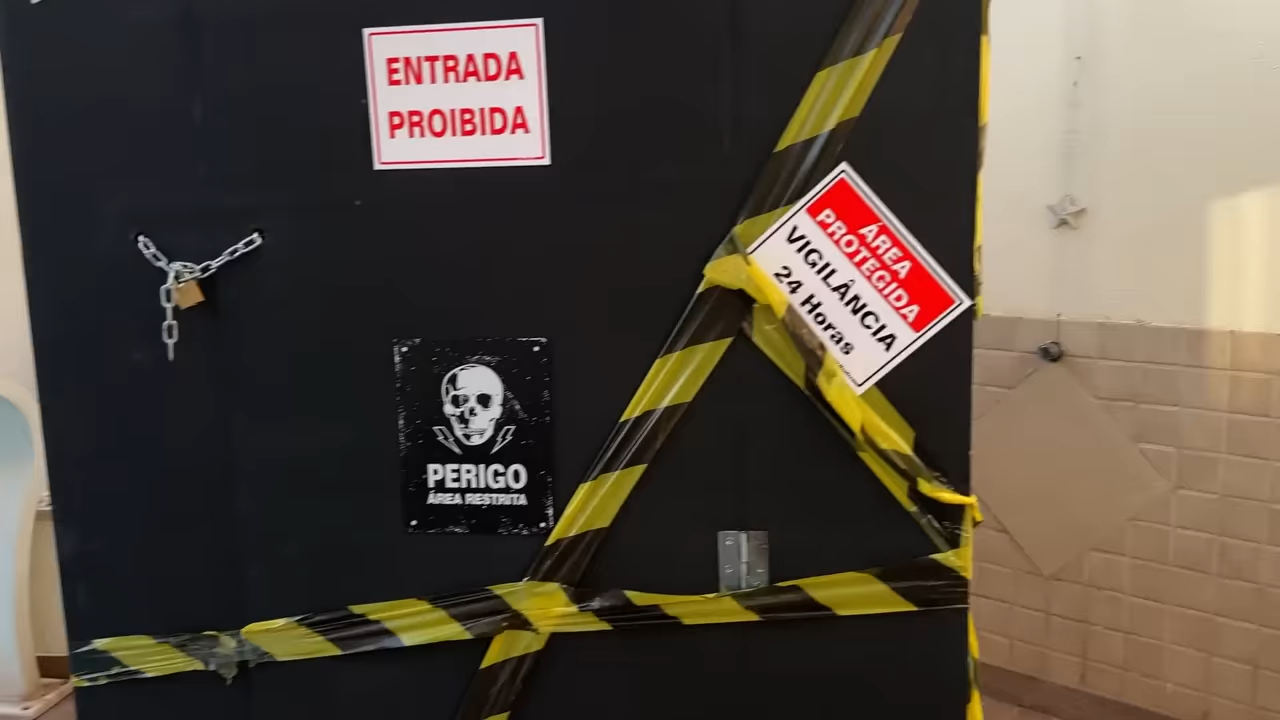 ENTRADA
PROIBIDA
ÁREA
PROTEGIDA
VIGILÂNCIA
24 Horas
PERIGO
ÁREA RESTRITA